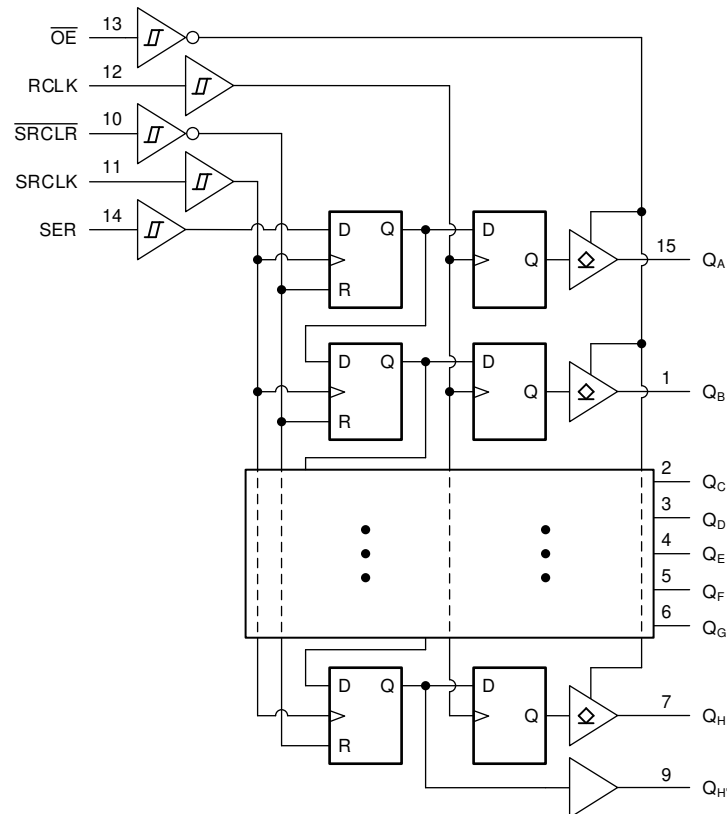 OE 13
RCLK 12
SRCLR 10
SRCLK 11
SER 14
D Q D Q 15 QA
R
D Q D Q 1 QB
R
2 QC
3 QD
4 QE
5 QF
6 QG
D Q D Q 7 QH
R
9 QH'